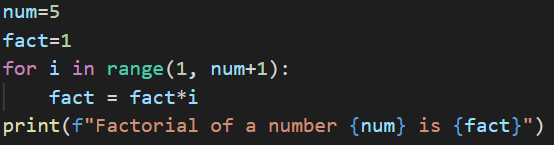 num=5
fact=1
for i in range(1, num+1):
    fact = fact*i
print(f"Factorial of a number {num} is {fact}")